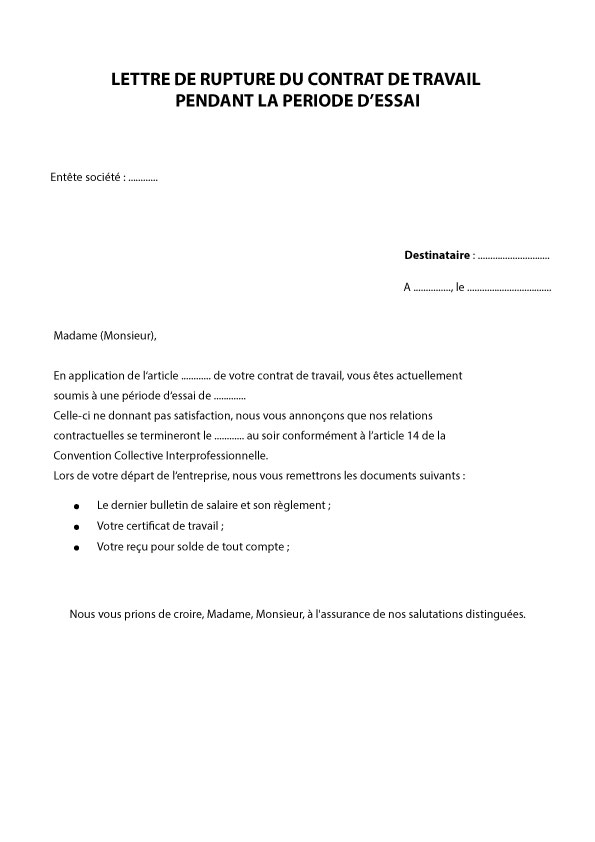 LETTRE DE RUPTURE DU CONTRAT DE TRAVAIL
PENDANT LA PERIODE D’ESSAI
Entête société : ............
Destinataire : .............................
A ..............., le ..................................
Madame (Monsieur),
En application de l’article ............ de votre contrat de travail, vous êtes actuellement
soumis à une période d’essai de .............
Celle-ci ne donnant pas satisfaction, nous vous annonçons que nos relations
contractuelles se termineront le ............ au soir conformément à l’article 14 de la
Convention Collective Interprofessionnelle.
Lors de votre départ de l’entreprise, nous vous remettrons les documents suivants :
● Le dernier bulletin de salaire et son règlement ;
● Votre certificat de travail ;
● Votre reçu pour solde de tout compte ;
Nous vous prions de croire, Madame, Monsieur, à l'assurance de nos salutations distinguées.